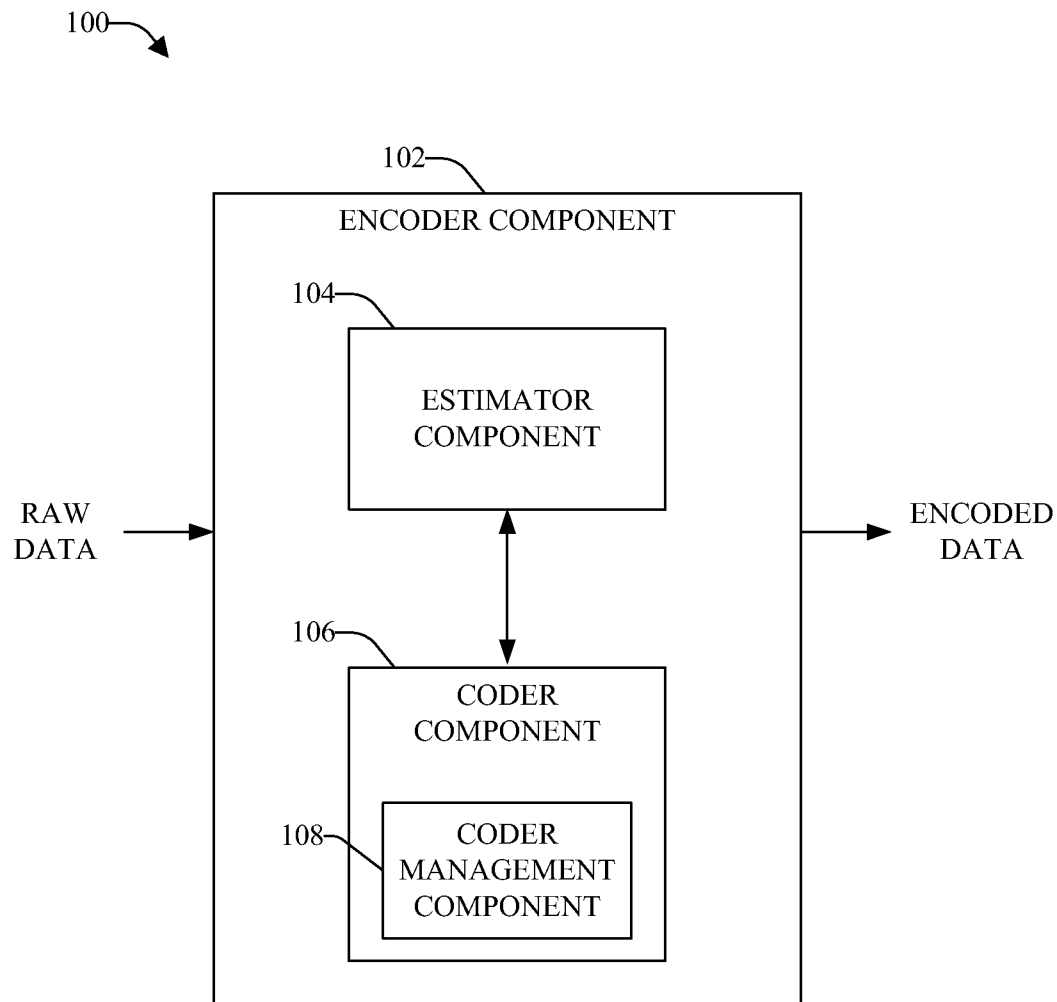 100
102
ENCODER COMPONENT
104
ESTIMATOR
COMPONENT
RAW
DATA
ENCODED
DATA
106
CODER
COMPONENT
108
CODER
MANAGEMENT
COMPONENT